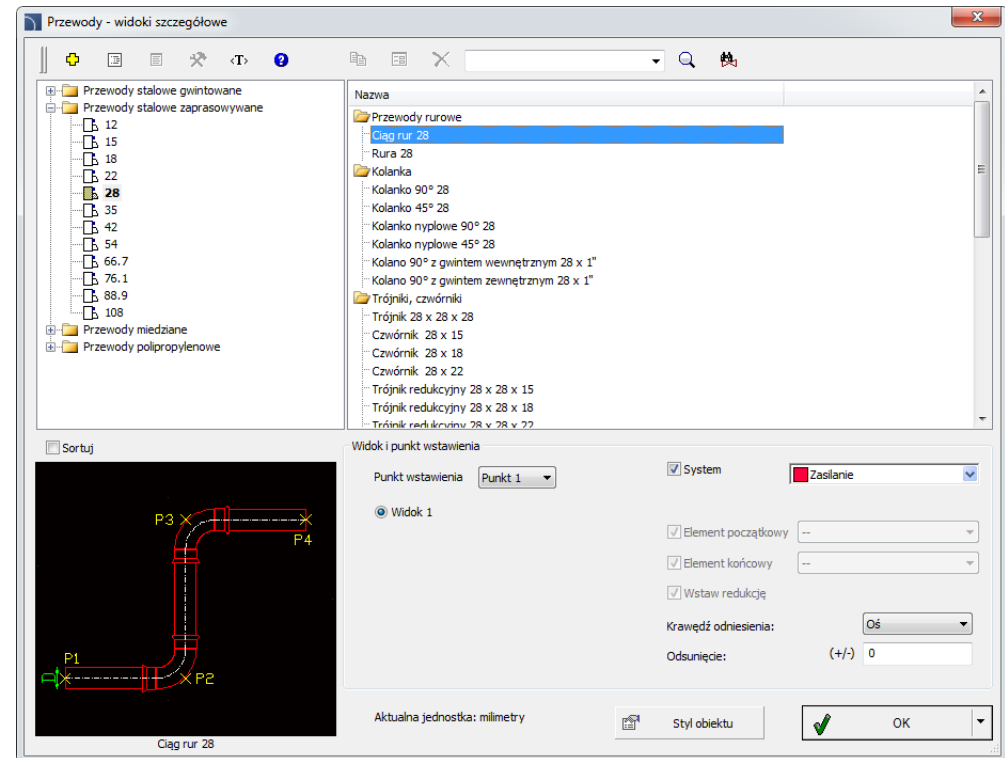 Przewody - widoki szczegółowe
<T>
Przewody stalowe gwintowane
Przewody stalowe zaprasowywane
12
15
18
22
28
35
42
54
66.7
76.1
88.9
108
Przewody miedziane
Przewody polipropylenowe
Nazwa
Przewody rurowe
Ciąg rur 28
Rura 28
Kolanka
Kolanko 90° 28
Kolanko 45° 28
Kolanko nyplowe 90° 28
Kolanko nyplowe 45° 28
Kolano 90° z gwintem wewnętrznym 28 x 1"
Kolano 90° z gwintem zewnętrznym 28 x 1"
Trójniki, czwórniki
Trójnik 28 x 28 x 28
Czwórnik 28 x 15
Czwórnik 28 x 18
Czwórnik 28 x 22
Trójnik redukcyjny 28 x 28 x 15
Trójnik redukcyjny 28 x 28 x 18
Trójnik redukcyjny 28 x 28 x 22
Sortuj
P3
P4
P1
D
P2
Ciąg rur 28
Widok i punkt wstawienia
Punkt wstawienia Punkt 1
System Zasilanie
Widok 1
Element początkowy --
Element końcowy --
Wstaw redukcję
Krawędź odniesienia: Oś
Odsunięcie: (+/-) 0
Aktualna jednostka: milimetry
Styl obiektu
OK